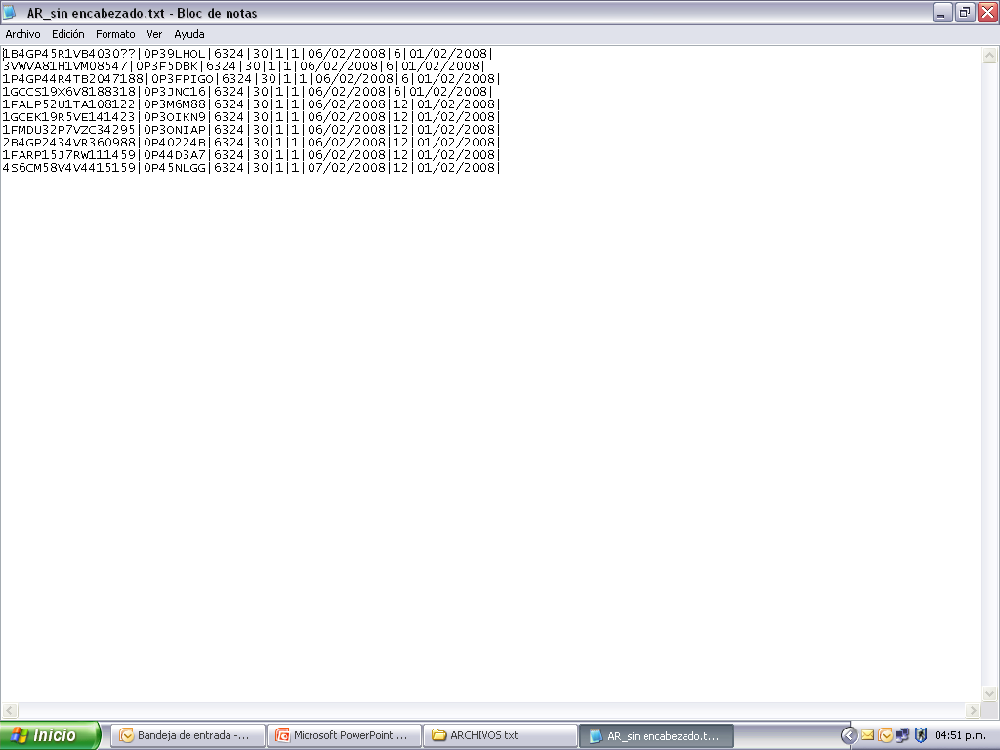 AR_sin encabezado.txt - Bloc de notas
Archivo Edición Formato Ver Ayuda
1B4GP45R1VB4030??|0P39LHOL|6324|30|1|1|06/02/2008|6|01/02/2008|
3VWVA81H1VM08547|0P3F5DBK|6324|30|1|1|06/02/2008|6|01/02/2008|
1P4GP44R4TB2047188|0P3FPIGO|6324|30|1|1|06/02/2008|6|01/02/2008|
1GCCS19X6V8188318|0P3JNC16|6324|30|1|1|06/02/2008|6|01/02/2008|
1FALP52U1TA108122|0P3M6M88|6324|30|1|1|06/02/2008|12|01/02/2008|
1GCEK19R5VE141423|0P3OIKN9|6324|30|1|1|06/02/2008|12|01/02/2008|
1FMDU32P7VZC34295|0P3ONIAP|6324|30|1|1|06/02/2008|12|01/02/2008|
2B4GP2434VR360988|0P40224B|6324|30|1|1|06/02/2008|12|01/02/2008|
1FARP15J7RW111459|0P44D3A7|6324|30|1|1|06/02/2008|12|01/02/2008|
4S6CM58V4V4415159|0P45NLGG|6324|30|1|1|07/02/2008|12|01/02/2008|
Inicio Bandeja de entrada -... Microsoft PowerPoint ... ARCHIVOS txt AR_sin encabezado.t... 04:51 p.m.